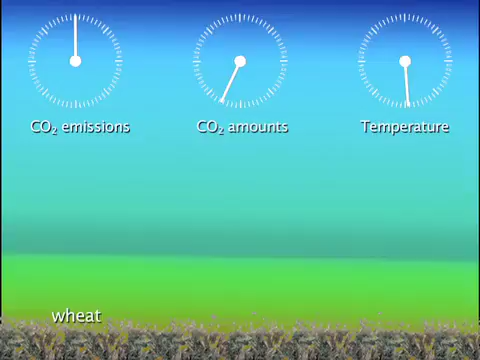 CO₂ emissions
CO₂ amounts
Temperature
wheat